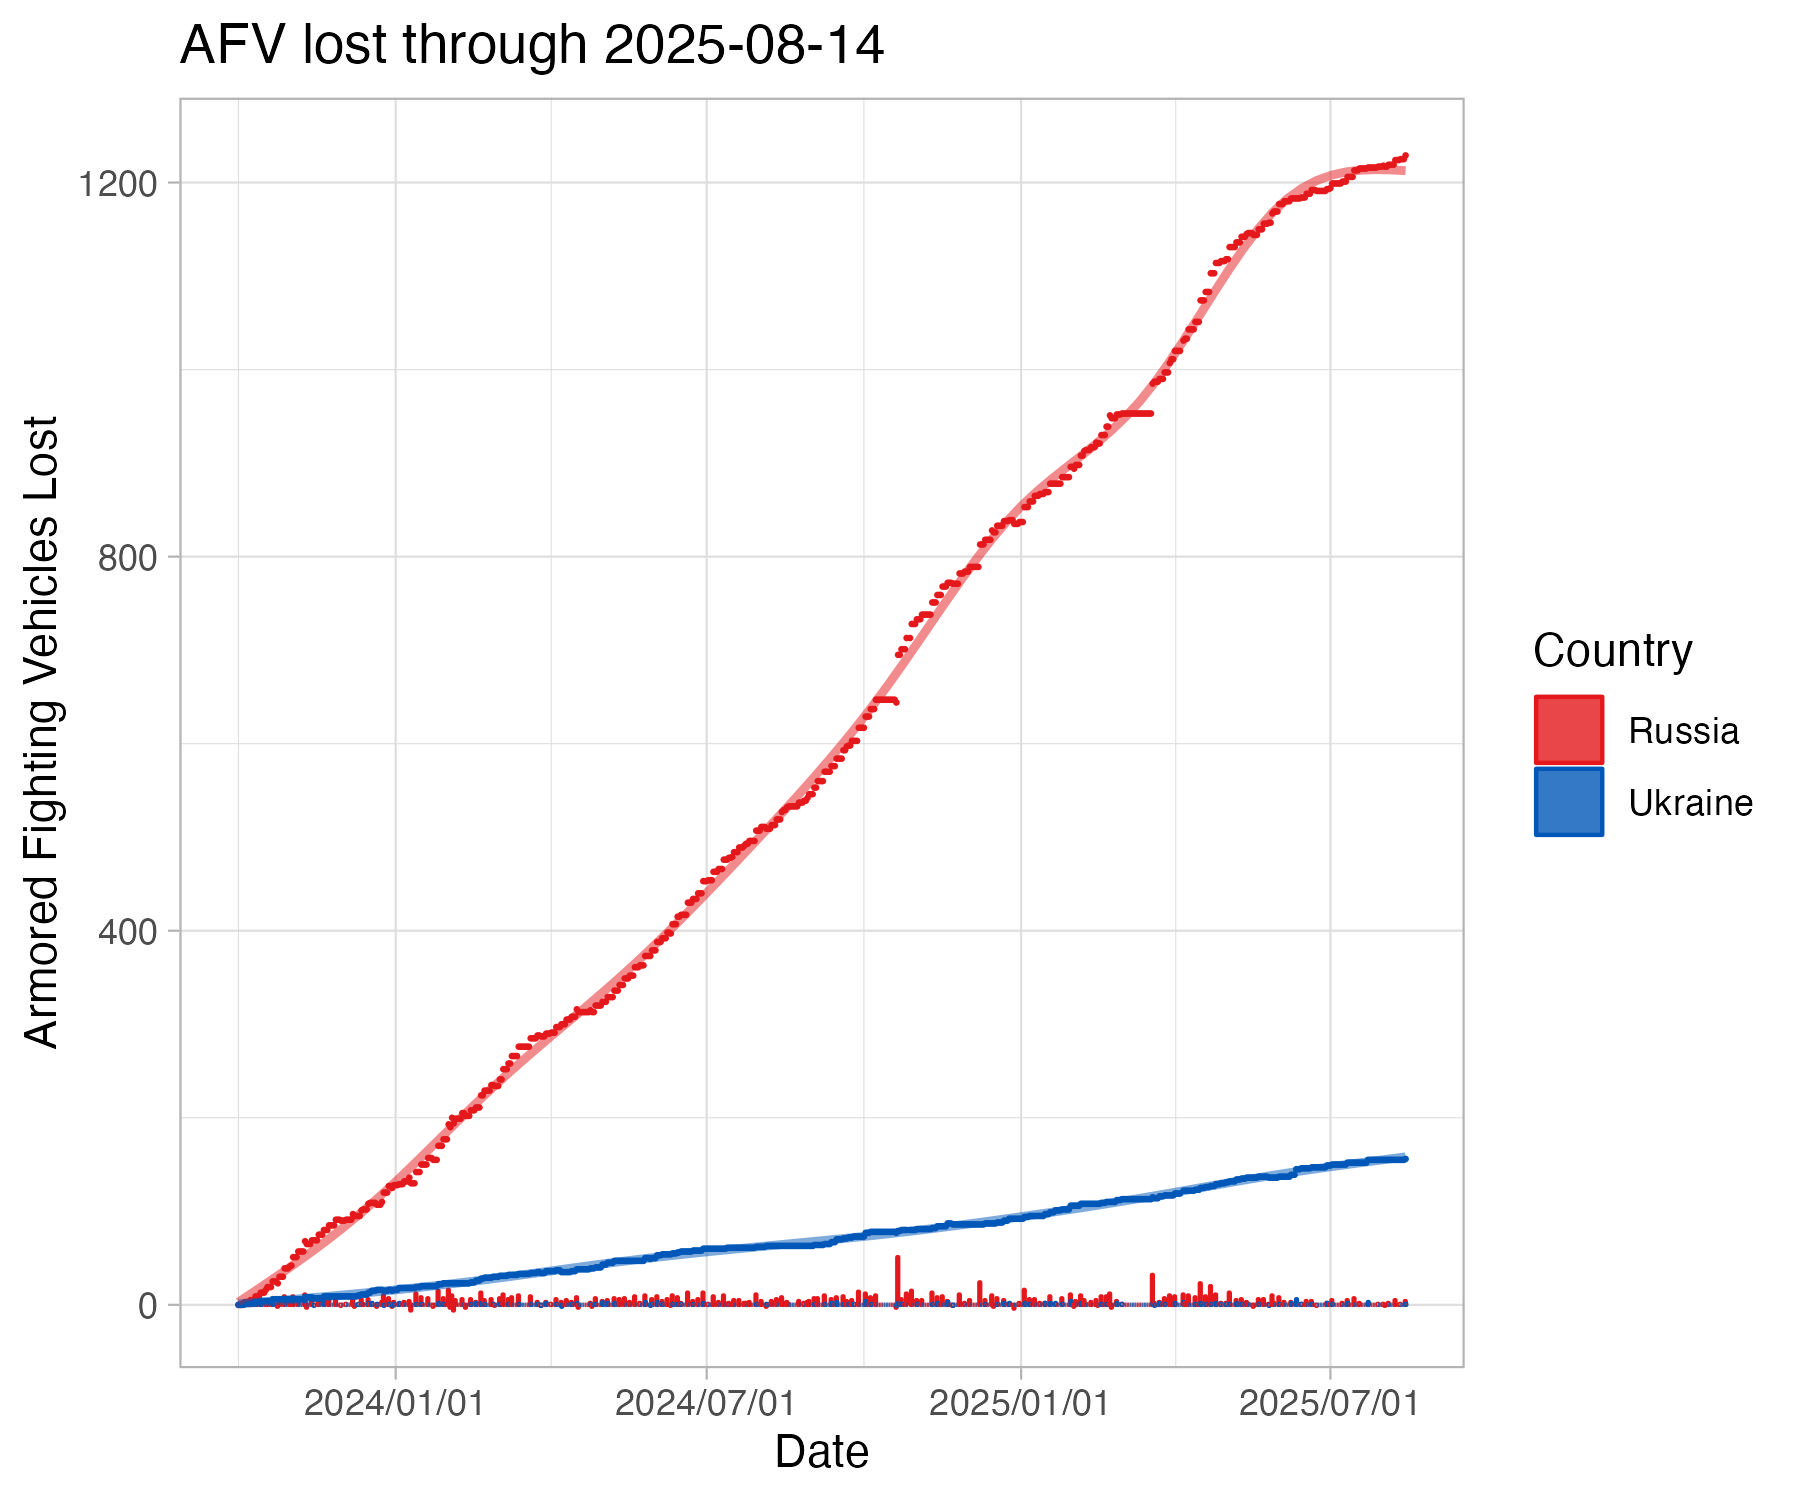 AFV lost through 2025-08-14
Armored Fighting Vehicles Lost
1200
800
400
0
2024/01/01
2024/07/01
2025/01/01
2025/07/01
Date
Country
Russia
Ukraine